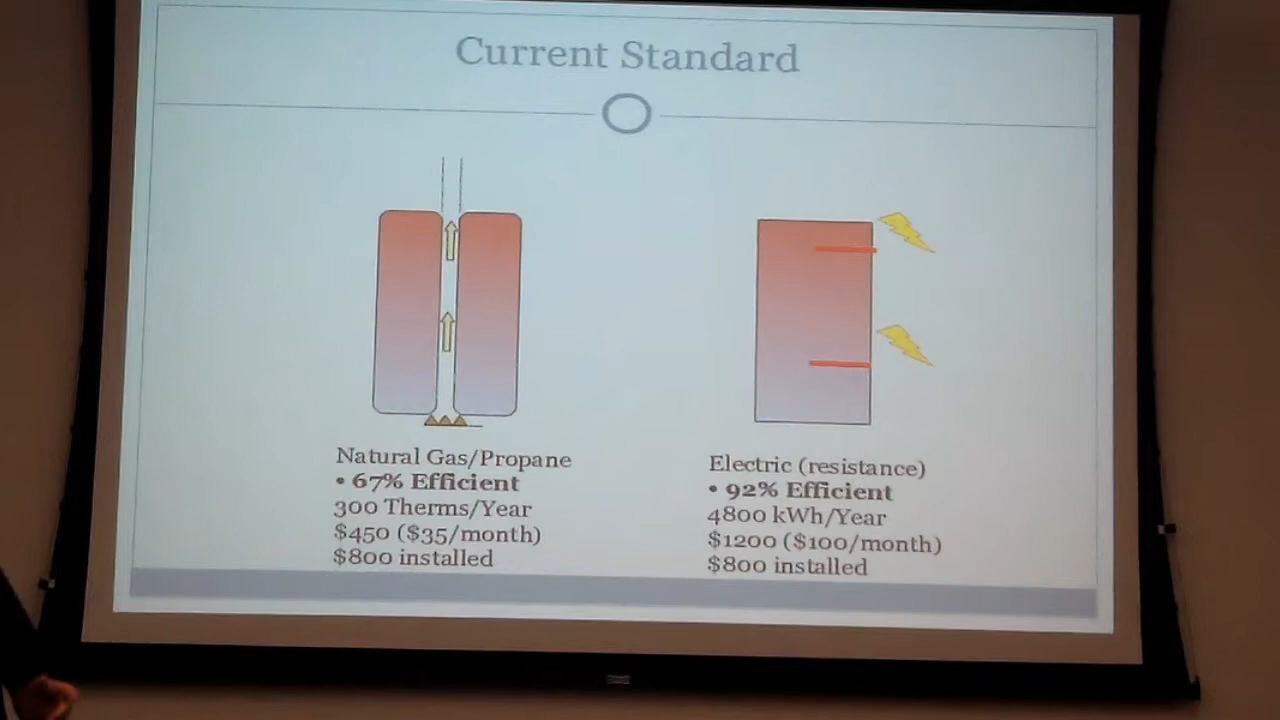 Current Standard
Natural Gas/Propane
• 67% Efficient
300 Therms/Year
$450 ($35/month)
$800 installed
Electric (resistance)
• 92% Efficient
4800 kWh/Year
$1200 ($100/month)
$800 installed